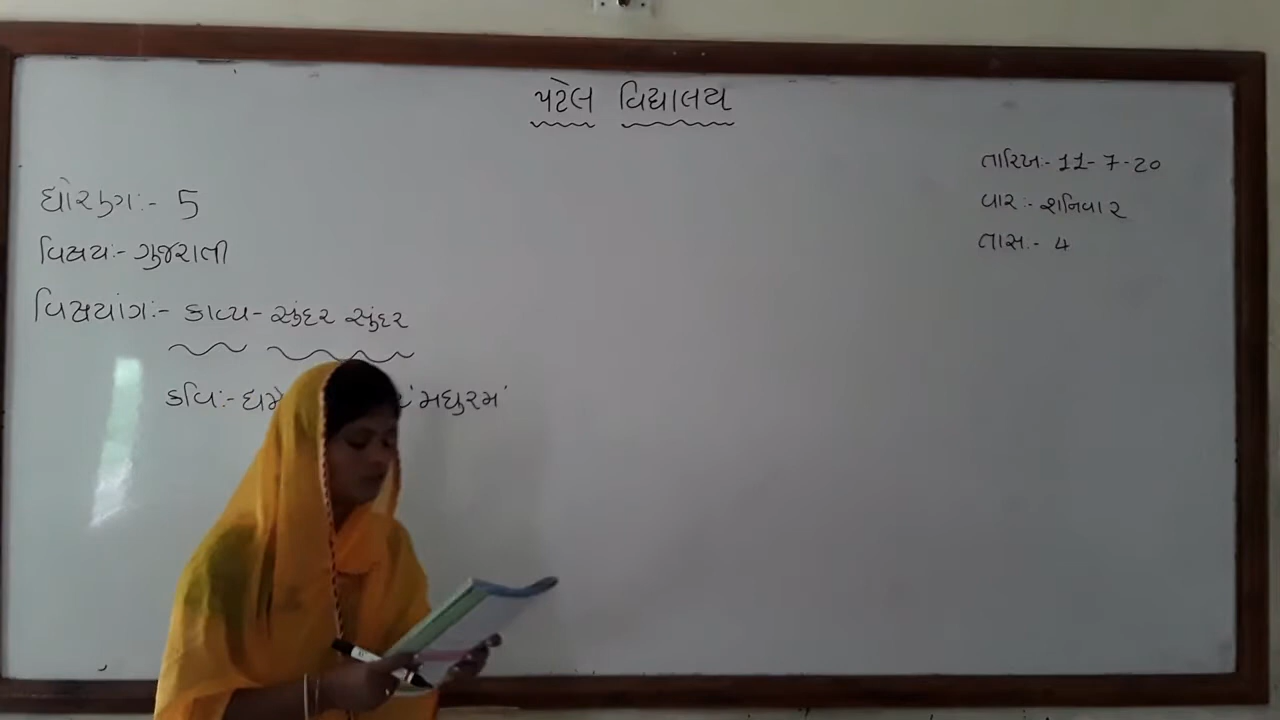 પટેલ વિદ્યાલય
તારિખ:- 11-7-20
ધોરણ:- 5
વાર:- શનિવાર
વિષય:- ગુજરાતી
તાસ:- 4
વિષયાંગ:- કાવ્ય- સુંદર સુંદર
કવિ:- મધુરમ